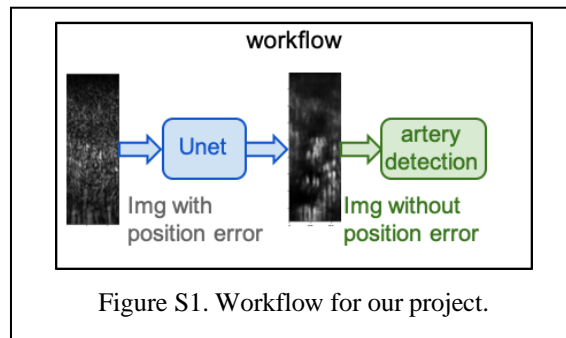 workflow
Unet
artery
detection
Img with
position error
Img without
position error
Figure S1. Workflow for our project.